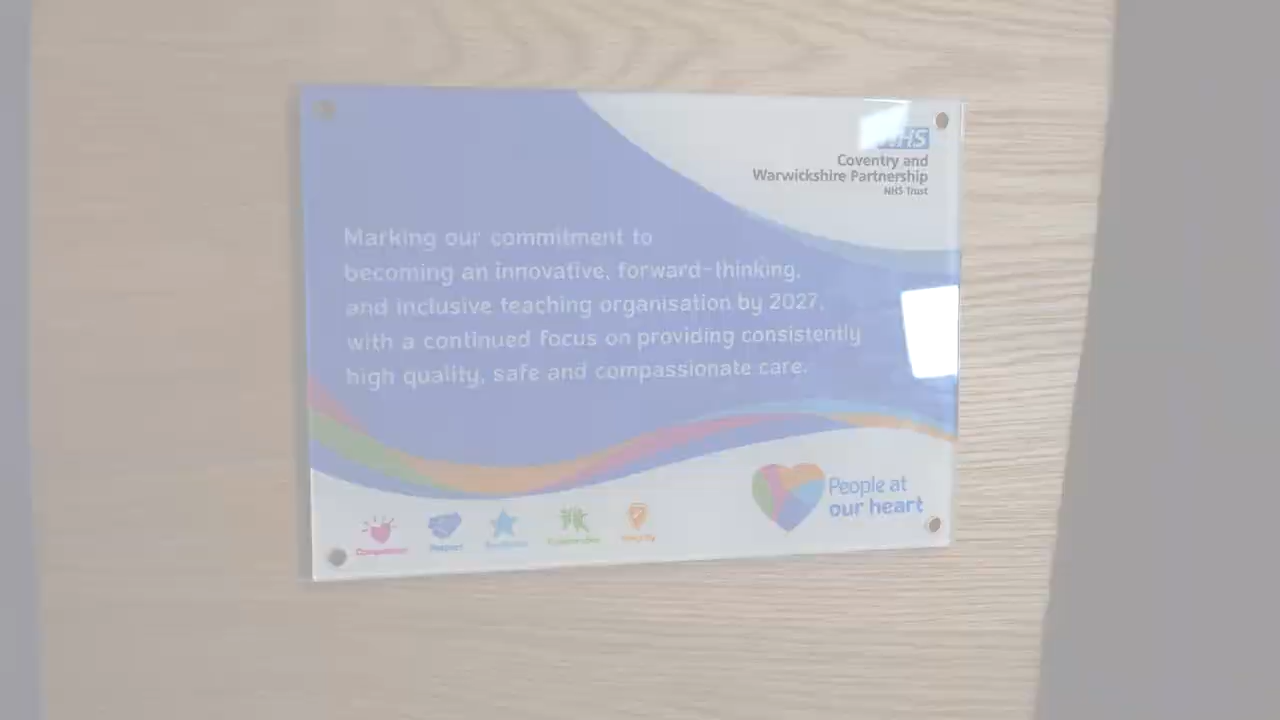 NHS
Coventry and
Warwickshire Partnership
NHS Trust
Marking our commitment to
becoming an innovative, forward-thinking,
and inclusive teaching organisation by 2027,
with a continued focus on providing consistently
high quality, safe and compassionate care.
People at
our heart
Compassion
Respect